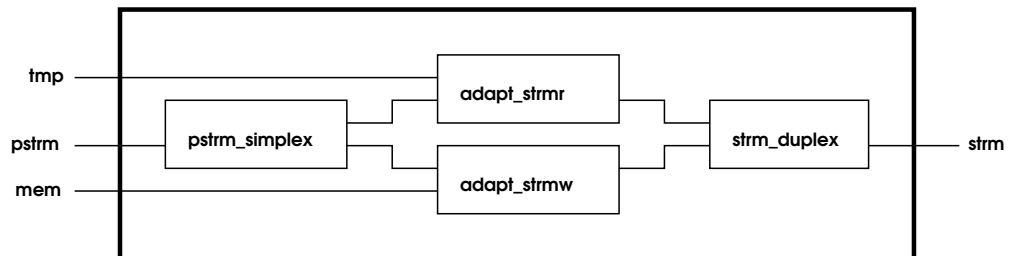 tmp
adapt_strmr
pstrm
pstrm_simplex
strm_duplex
strm
mem
adapt_strmw